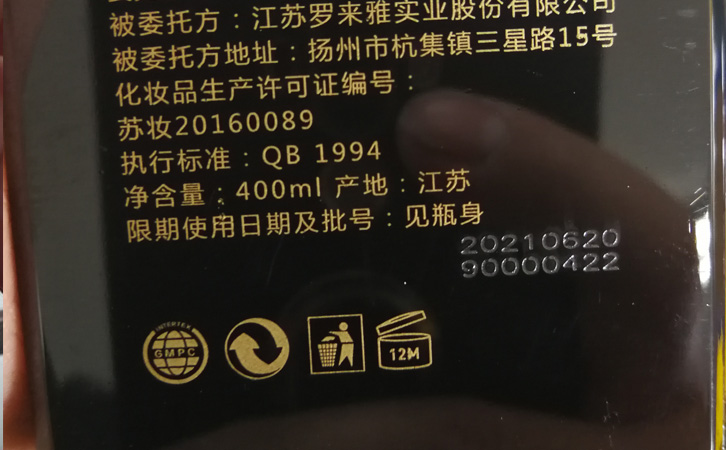 被委托方：江苏罗来雅实业股份有限公司
被委托方地址：扬州市杭集镇三星路15号
化妆品生产许可证编号：
苏妆20160089
执行标准：QB 1994
净含量：400ml 产地：江苏
限期使用日期及批号：见瓶身
20210620
90000422
INTERTEK
GMPC
12M